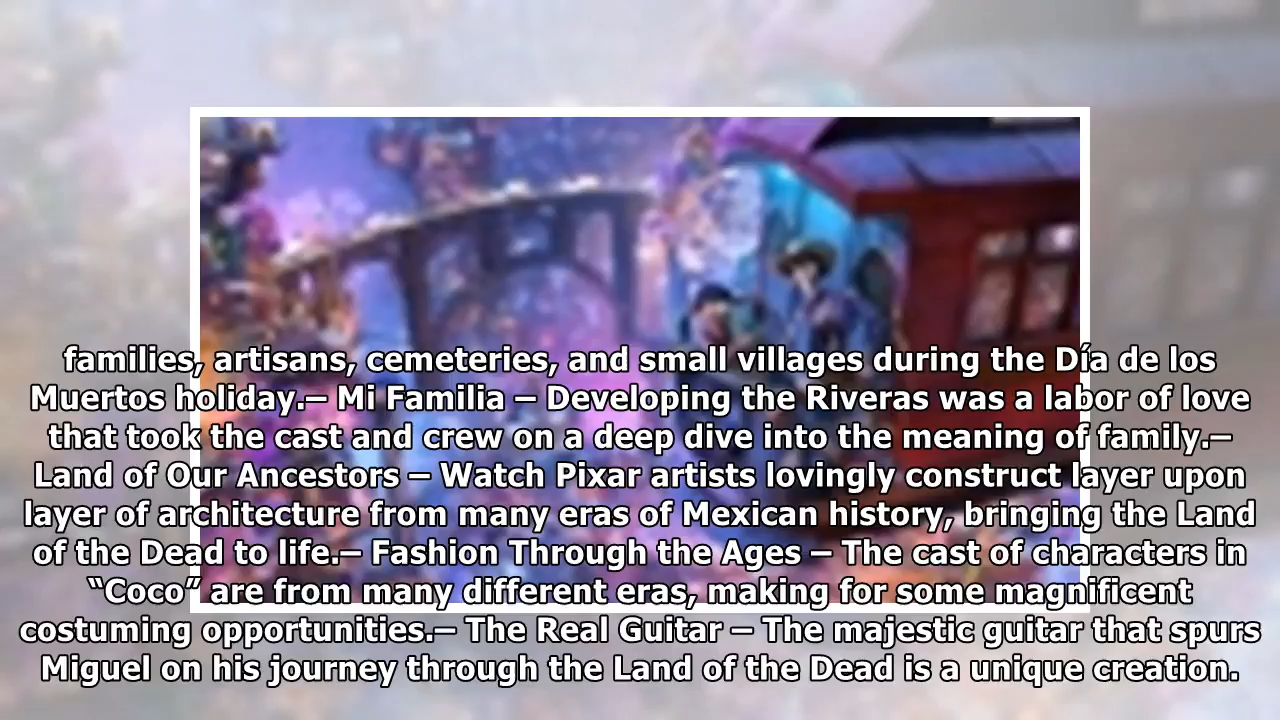 families, artisans, cemeteries, and small villages during the Día de los
Muertos holiday.– Mi Familia – Developing the Riveras was a labor of love
that took the cast and crew on a deep dive into the meaning of family.–
Land of Our Ancestors – Watch Pixar artists lovingly construct layer upon
layer of architecture from many eras of Mexican history, bringing the Land
of the Dead to life.– Fashion Through the Ages – The cast of characters in
“Coco” are from many different eras, making for some magnificent
costuming opportunities.– The Real Guitar – The majestic guitar that spurs
Miguel on his journey through the Land of the Dead is a unique creation.